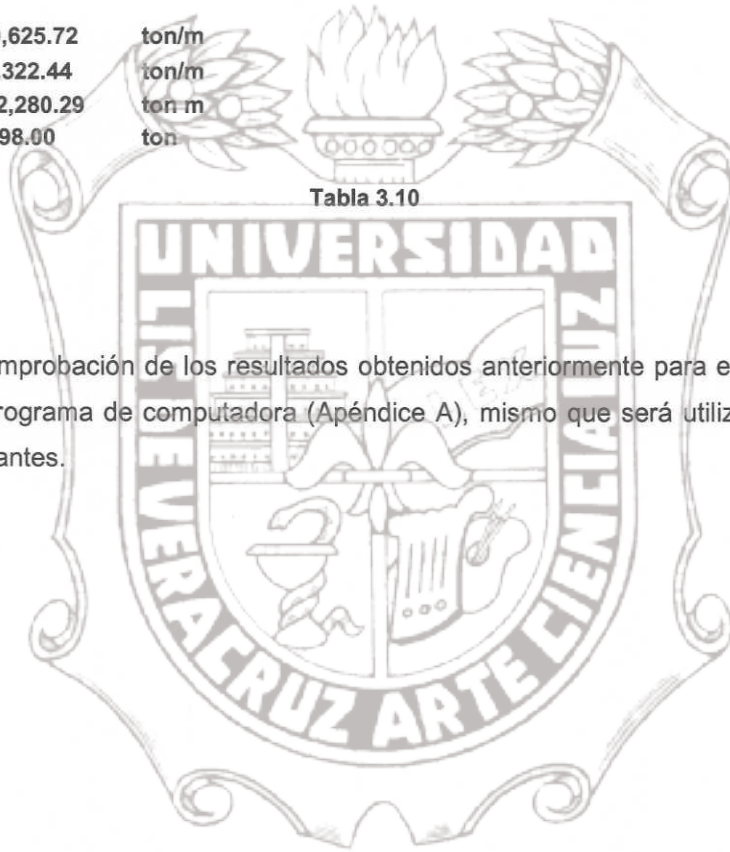 ,625.72 ton/m
322.44 ton/m
2,280.29 ton m
98.00 ton
Tabla 3.10
UNIVERSIDAD
LIS DE VERACRUZ ARTE CIENCIA LUZ
LEX
mprobación de los resultados obtenidos anteriormente para e
rograma de computadora (Apéndice A), mismo que será utiliz
antes.